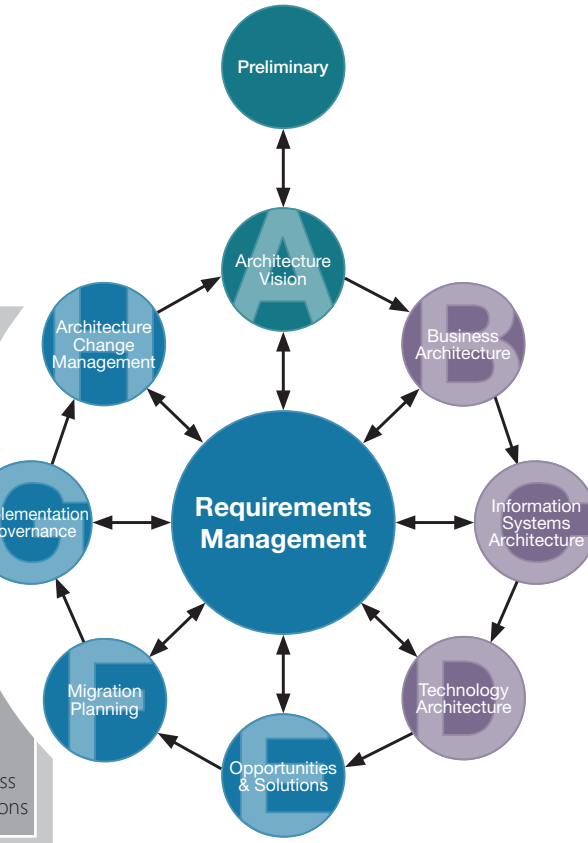 Preliminary
A
Architecture
Vision
H
Architecture
Change
Management
B
Business
Architecture
Requirements
Management
C
Information
Systems
Architecture
G
overnance
F
Migration
Planning
D
Technology
Architecture
E
Opportunities
& Solutions